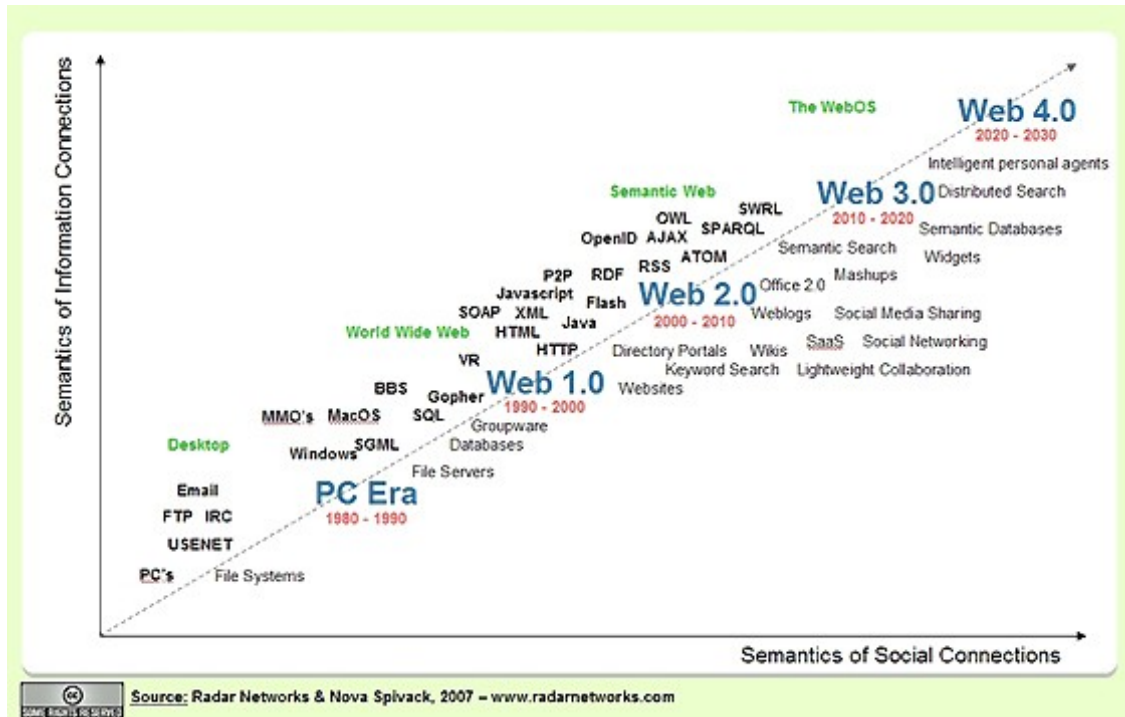 Semantics of Information Connections
The WebOS
Web 4.0
2020 - 2030
Intelligent personal agents
Semantic Web
Web 3.0
Distributed Search
2010 - 2020
SWRL
OWL
SPARQL
Semantic Databases
OpenID
AJAX
Semantic Search
ATOM
Widgets
RSS
P2P
RDF
Mashups
Office 2.0
Javascript
Web 2.0
Flash
2000 - 2010
SOAP
XML
Weblogs
Social Media Sharing
Java
World Wide Web
HTML
SaaS
Social Networking
HTTP
Directory Portals
Wikis
VR
Keyword Search
Lightweight Collaboration
Web 1.0
Websites
1990 - 2000
BBS
Gopher
MMO's
MacOS
SQL
Groupware
Desktop
SGML
Databases
Windows
File Servers
Email
PC Era
1980 - 1990
FTP IRC
USENET
PC's
File Systems
Semantics of Social Connections
cc
SOME RIGHTS RESERVED
Source: Radar Networks & Nova Spivack, 2007 – www.radarnetworks.com